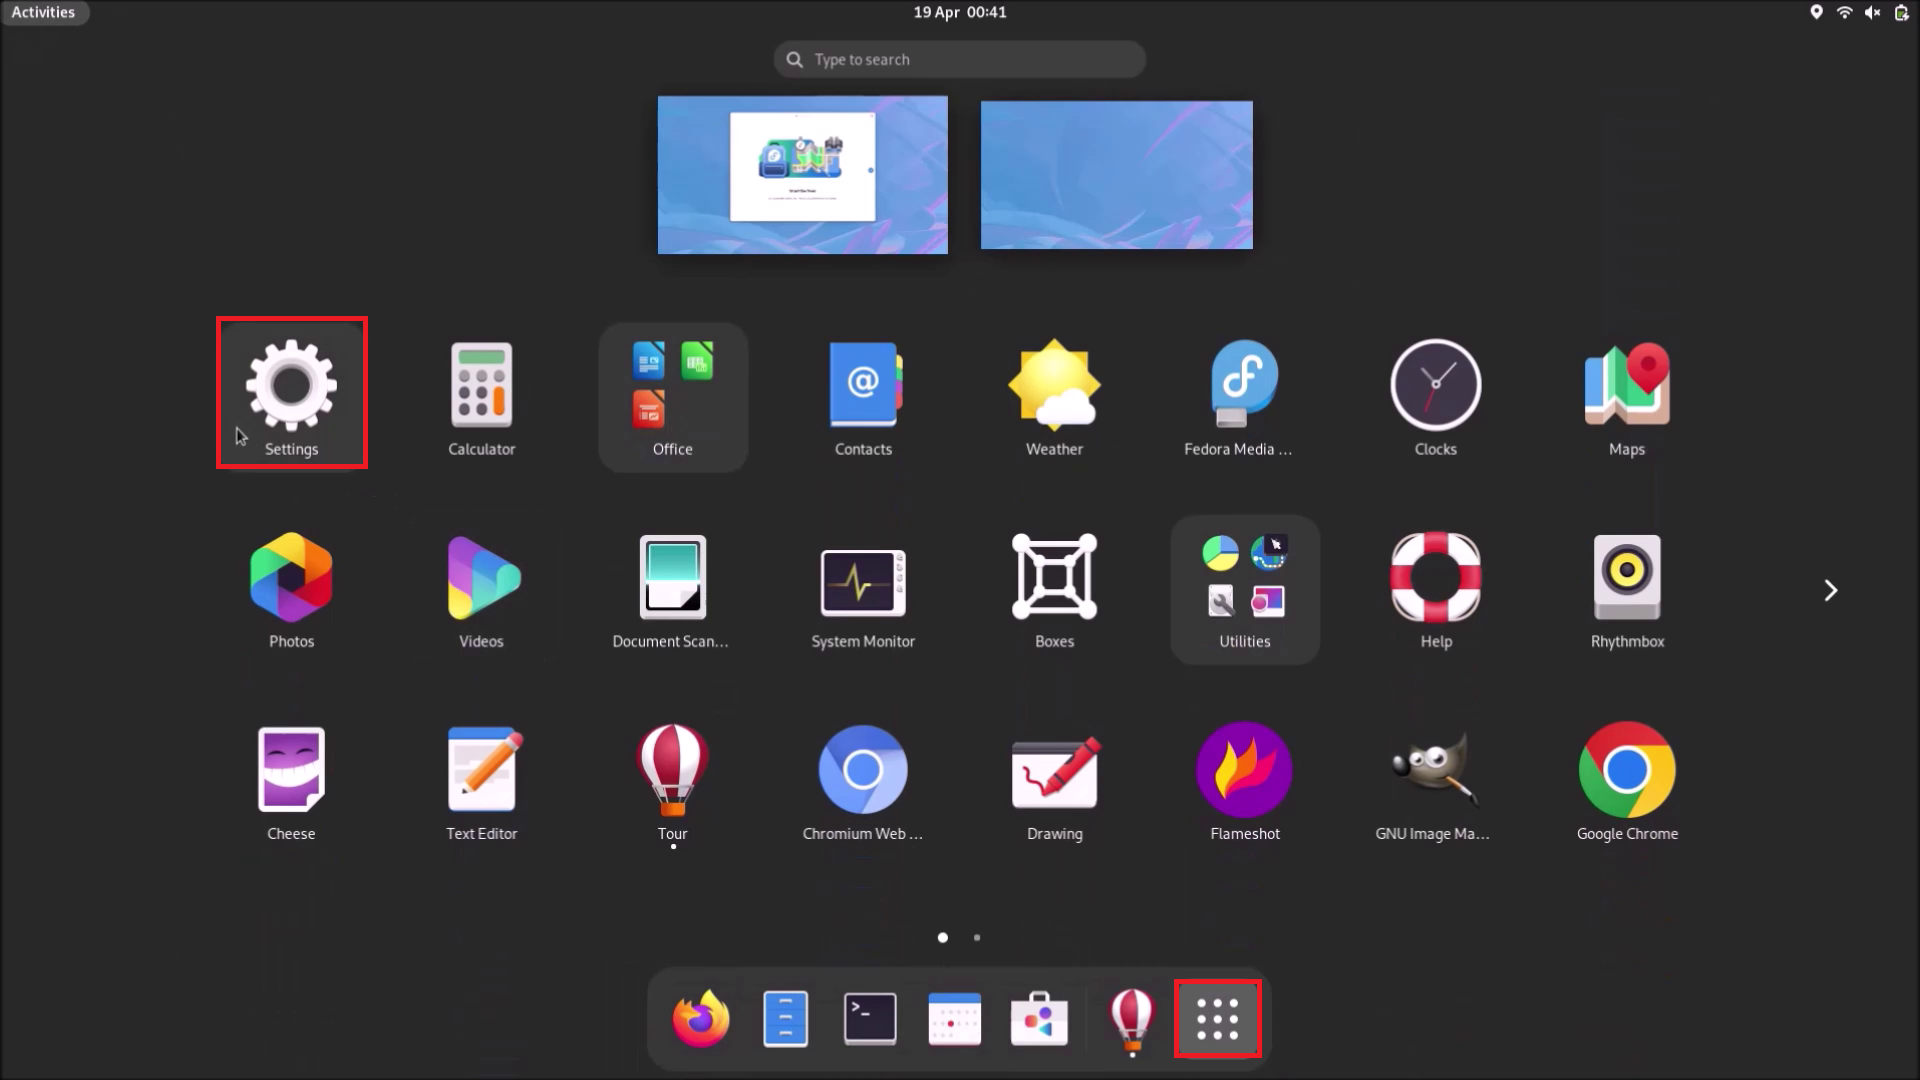 Activities
19 Apr 00:41
Type to search
Settings
Calculator
Office
Contacts
Weather
Fedora Media ...
Clocks
Maps
Photos
Videos
Document Scan...
System Monitor
Boxes
Utilities
Help
Rhythmbox
Cheese
Text Editor
Tour
Chromium Web ...
Drawing
Flameshot
GNU Image Ma...
Google Chrome